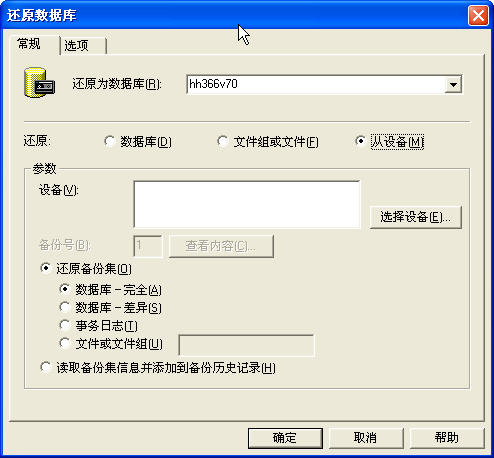 还原数据库
常规 选项
还原为数据库(R): hh366v70
还原: 数据库(D) 文件组或文件(F) 从设备(M)
参数
设备(V):
选择设备(E)...
备份号(B): 1 查看内容(C)...
还原备份集(O)
数据库－完全(A)
数据库－差异(S)
事务日志(T)
文件或文件组(U)
读取备份集信息并添加到备份历史记录(H)
确定 取消 帮助